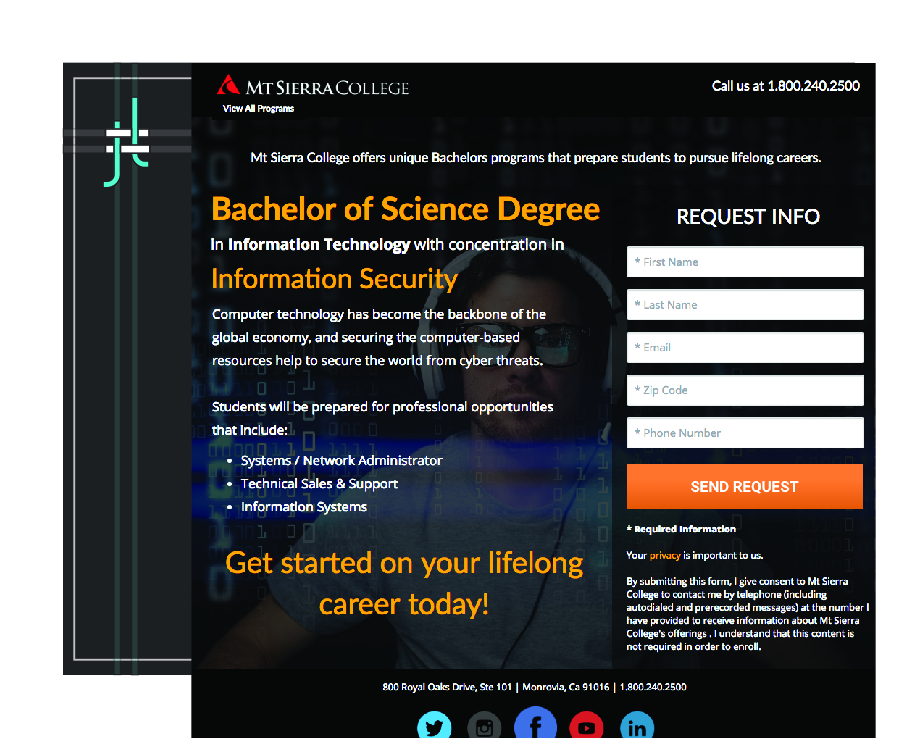 jt
MT SIERRA COLLEGE
View All Programs
Call us at 1.800.240.2500
Mt Sierra College offers unique Bachelors programs that prepare students to pursue lifelong careers.
Bachelor of Science Degree
in Information Technology with concentration in
Information Security
Computer technology has become the backbone of the
global economy, and securing the computer-based
resources help to secure the world from cyber threats.
Students will be prepared for professional opportunities
that include:
• Systems / Network Administrator
• Technical Sales & Support
• Information Systems
Get started on your lifelong
career today!
REQUEST INFO
* First Name
* Last Name
* Email
* Zip Code
* Phone Number
SEND REQUEST
* Required Information
Your privacy is important to us.
By submitting this form, I give consent to Mt Sierra
College to contact me by telephone (including
autodialed and prerecorded messages) at the number I
have provided to receive information about Mt Sierra
College's offerings . I understand that this content is
not required in order to enroll.
800 Royal Oaks Drive, Ste 101 | Monrovia, Ca 91016 | 1.800.240.2500